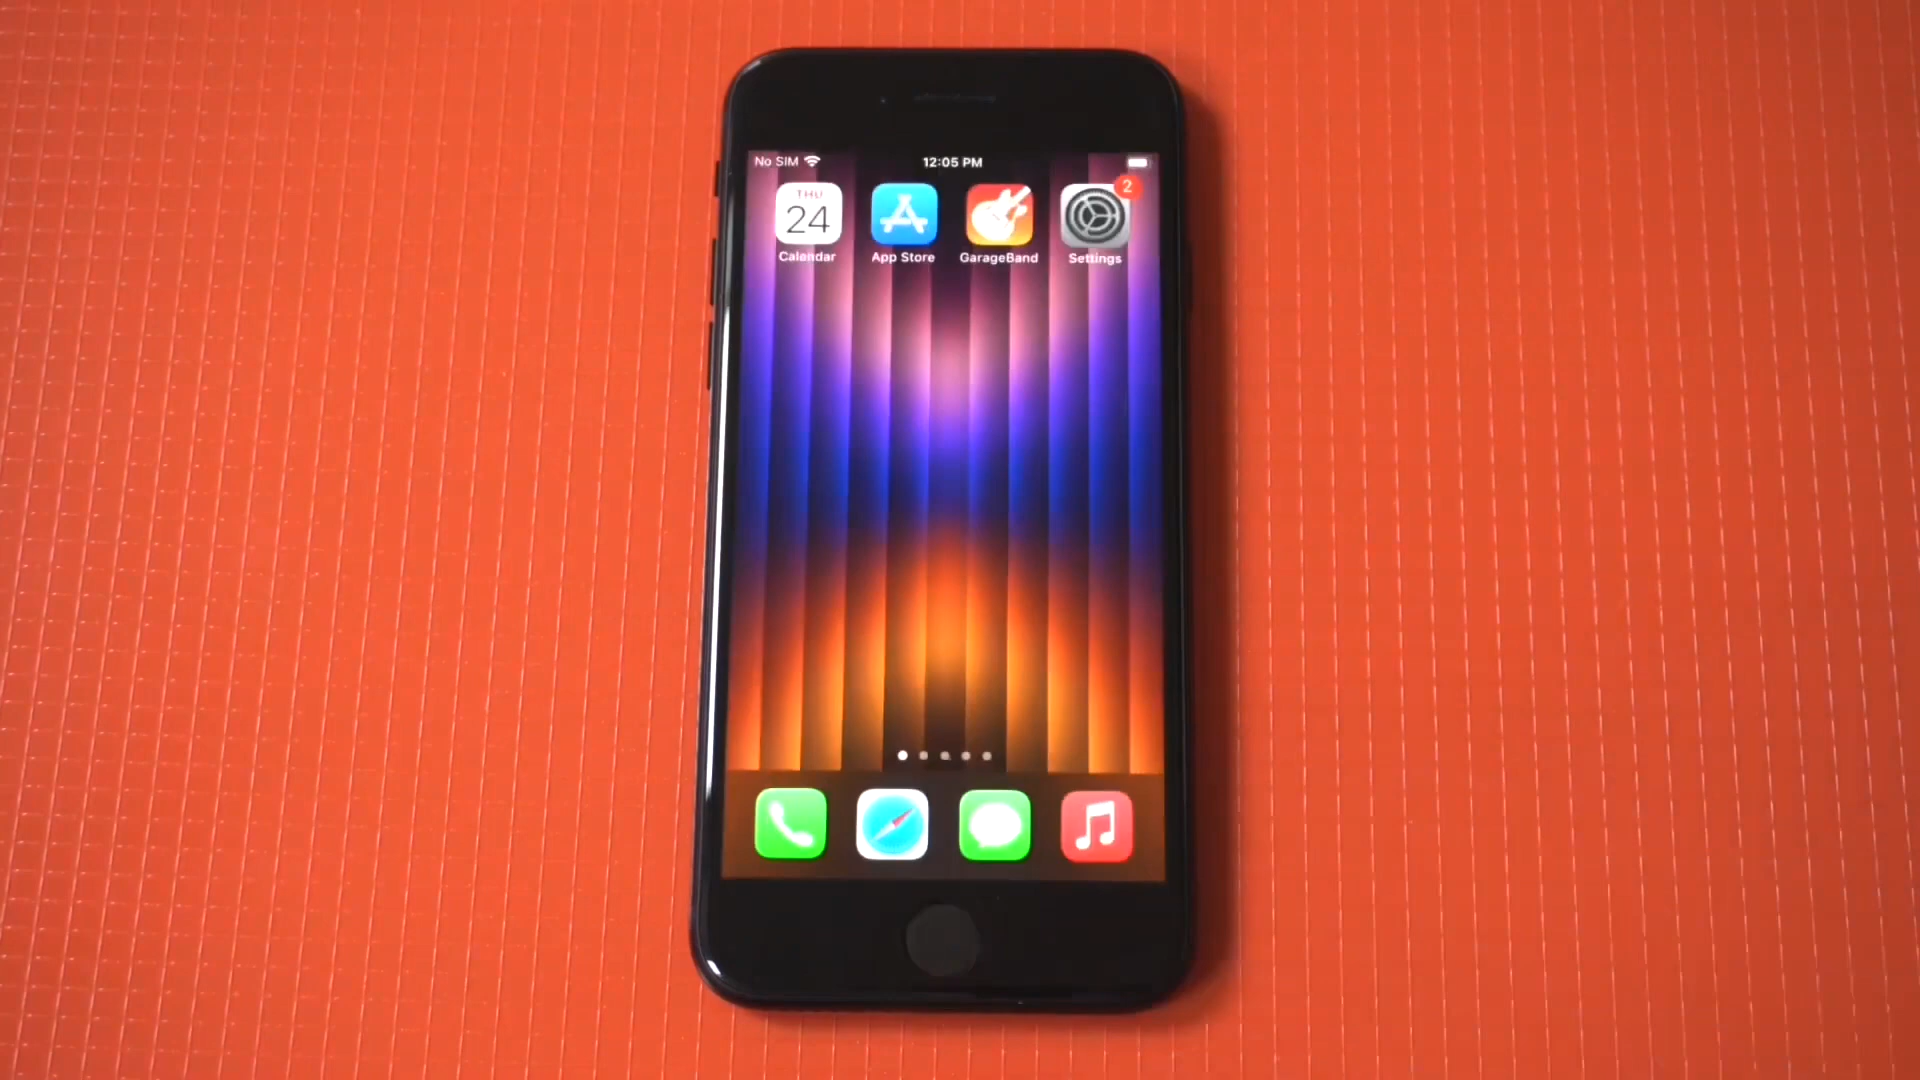 No SIM 12:05 PM
2
THU
24
Calendar App Store GarageBand Settings